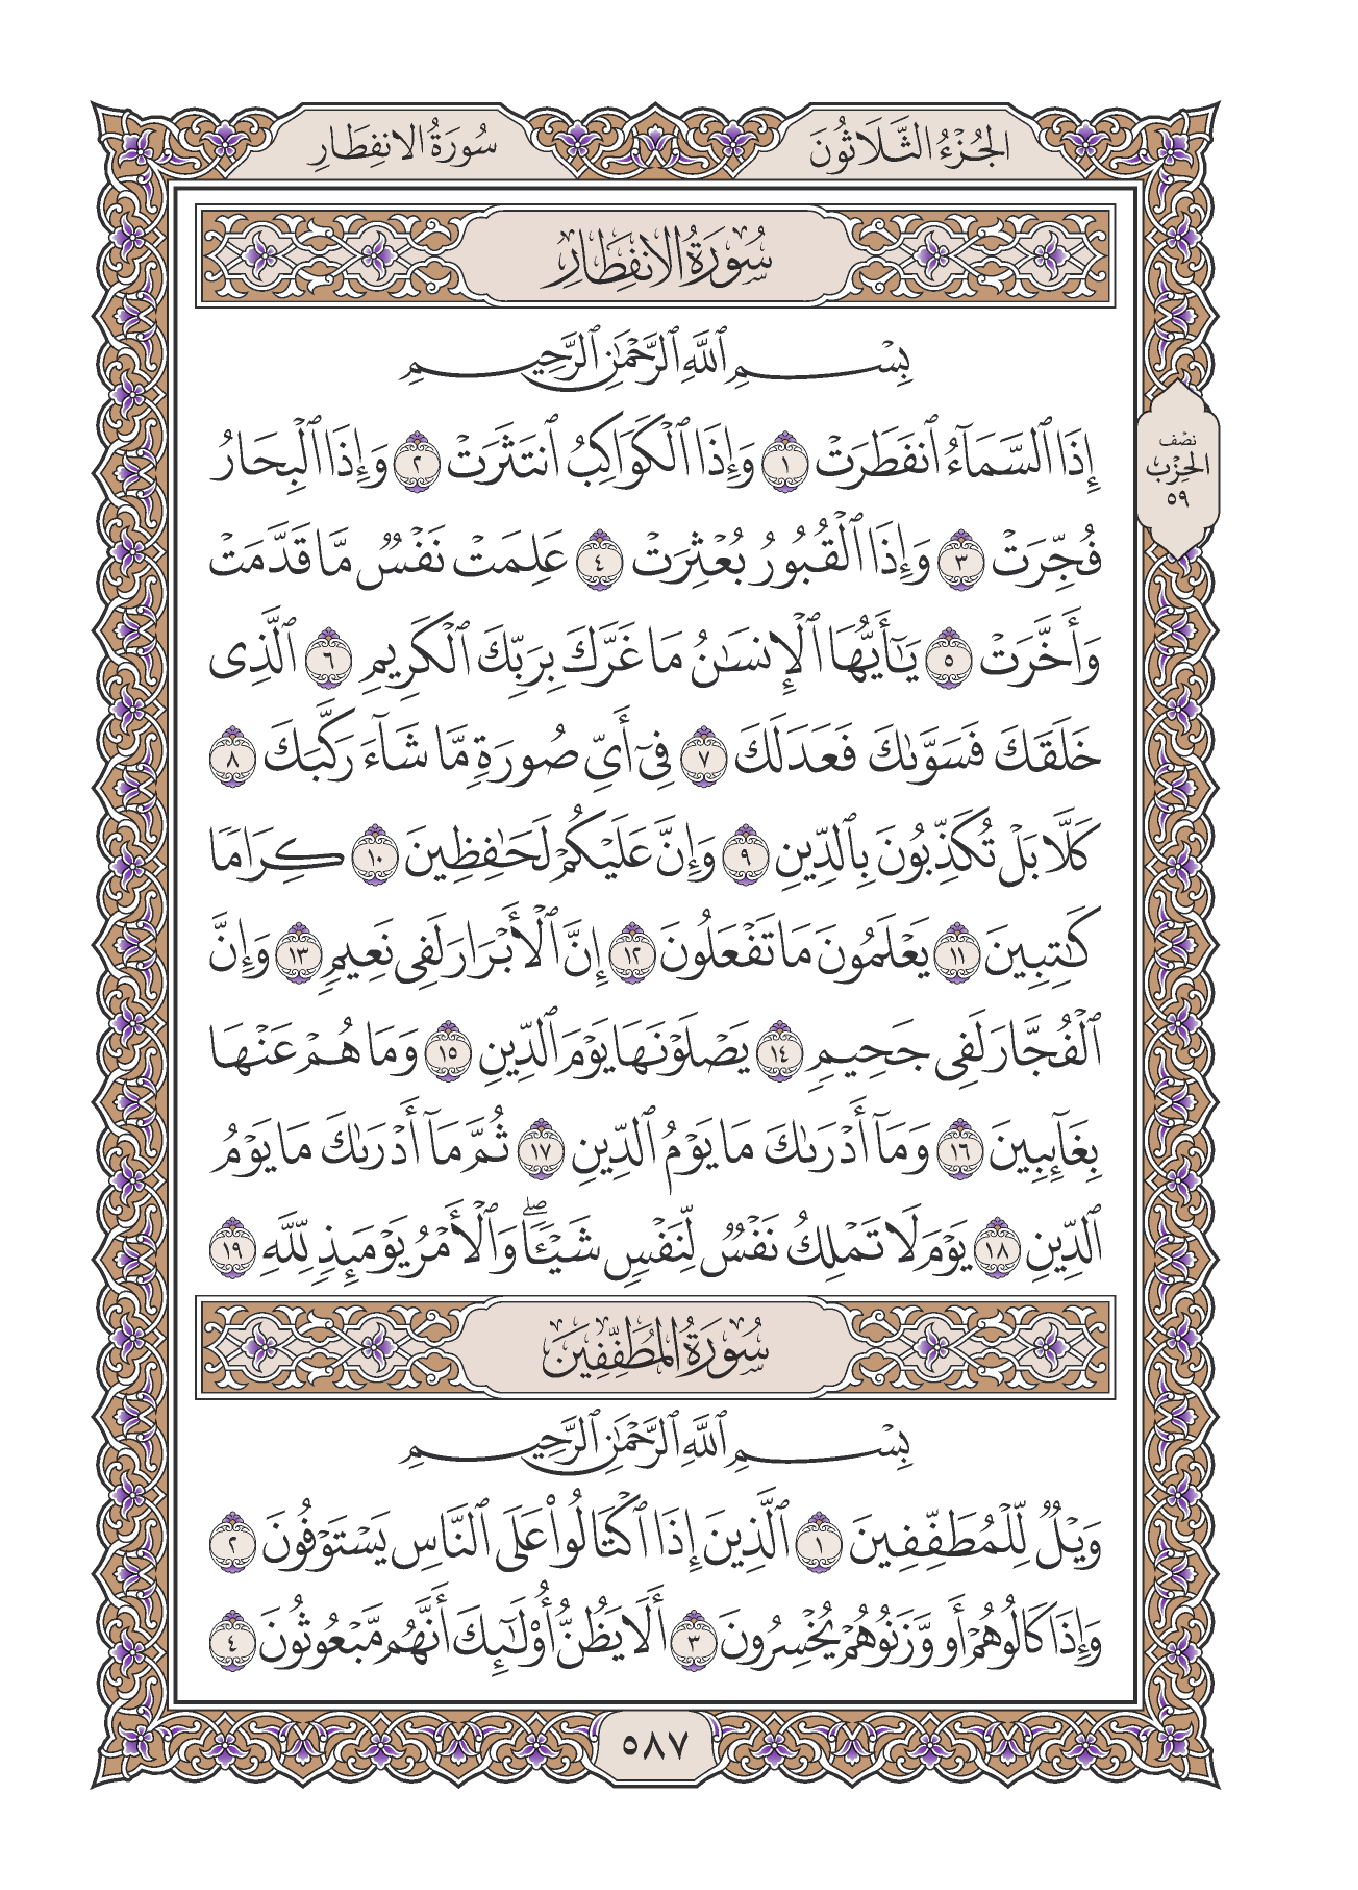 الجُزْءُ الثَّلَاثُونَ
سُورَةُ الانفِطَارِ
سُورَةُ الانفِطَارِ
بِسْمِ ٱللَّهِ ٱلرَّحْمَٰنِ ٱلرَّحِيمِ
إِذَا ٱلسَّمَآءُ ٱنفَطَرَتْ ١ وَإِذَا ٱلْكَوَاكِبُ ٱنتَثَرَتْ ٢ وَإِذَا ٱلْبِحَارُ
نصف
الحِزْب
٥٩
فُجِّرَتْ ٣ وَإِذَا ٱلْقُبُورُ بُعْثِرَتْ ٤ عَلِمَتْ نَفْسٌ مَّا قَدَّمَتْ
وَأَخَّرَتْ ٥ يَٰٓأَيُّهَا ٱلْإِنسَٰنُ مَا غَرَّكَ بِرَبِّكَ ٱلْكَرِيمِ ٦ ٱلَّذِى
خَلَقَكَ فَسَوَّىٰكَ فَعَدَلَكَ ٧ فِىٓ أَىِّ صُورَةٍ مَّا شَآءَ رَكَّبَكَ ٨
كَلَّا بَلْ تُكَذِّبُونَ بِٱلدِّينِ ٩ وَإِنَّ عَلَيْكُمْ لَحَٰفِظِينَ ١٠ كِرَامًا
كَٰتِبِينَ ١١ يَعْلَمُونَ مَا تَفْعَلُونَ ١٢ إِنَّ ٱلْأَبْرَارَ لَفِى نَعِيمٍ ١٣ وَإِنَّ
ٱلْفُجَّارَ لَفِى جَحِيمٍ ١٤ يَصْلَوْنَهَا يَوْمَ ٱلدِّينِ ١٥ وَمَا هُمْ عَنْهَا
بِغَآئِبِينَ ١٦ وَمَآ أَدْرَىٰكَ مَا يَوْمُ ٱلدِّينِ ١٧ ثُمَّ مَآ أَدْرَىٰكَ مَا يَوْمُ
ٱلدِّينِ ١٨ يَوْمَ لَا تَمْلِكُ نَفْسٌ لِّنَفْسٍ شَيْـًٔا ۖ وَٱلْأَمْرُ يَوْمَئِذٍ لِّلَّهِ ١٩
سُورَةُ المُطَفِّفِينَ
بِسْمِ ٱللَّهِ ٱلرَّحْمَٰنِ ٱلرَّحِيمِ
وَيْلٌ لِّلْمُطَفِّفِينَ ١ ٱلَّذِينَ إِذَا ٱكْتَالُوا۟ عَلَى ٱلنَّاسِ يَسْتَوْفُونَ ٢
وَإِذَا كَالُوهُمْ أَو وَّزَنُوهُمْ يُخْسِرُونَ ٣ أَلَا يَظُنُّ أُو۟لَٰٓئِكَ أَنَّهُم مَّبْعُوثُونَ ٤
٥٨٧